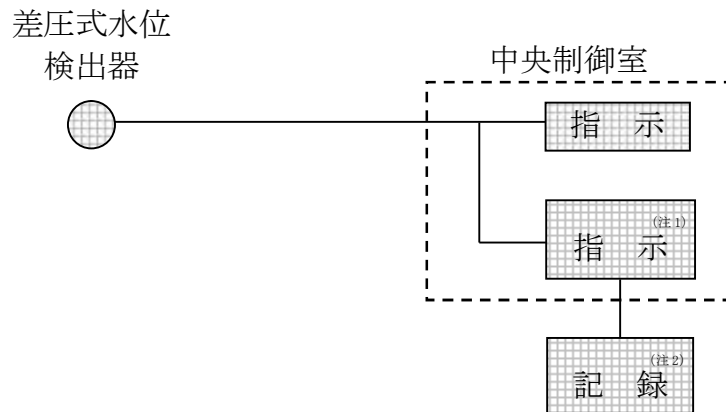 差圧式水位
検出器
中央制御室
指 示
(注1)
指 示
(注2)
記 録